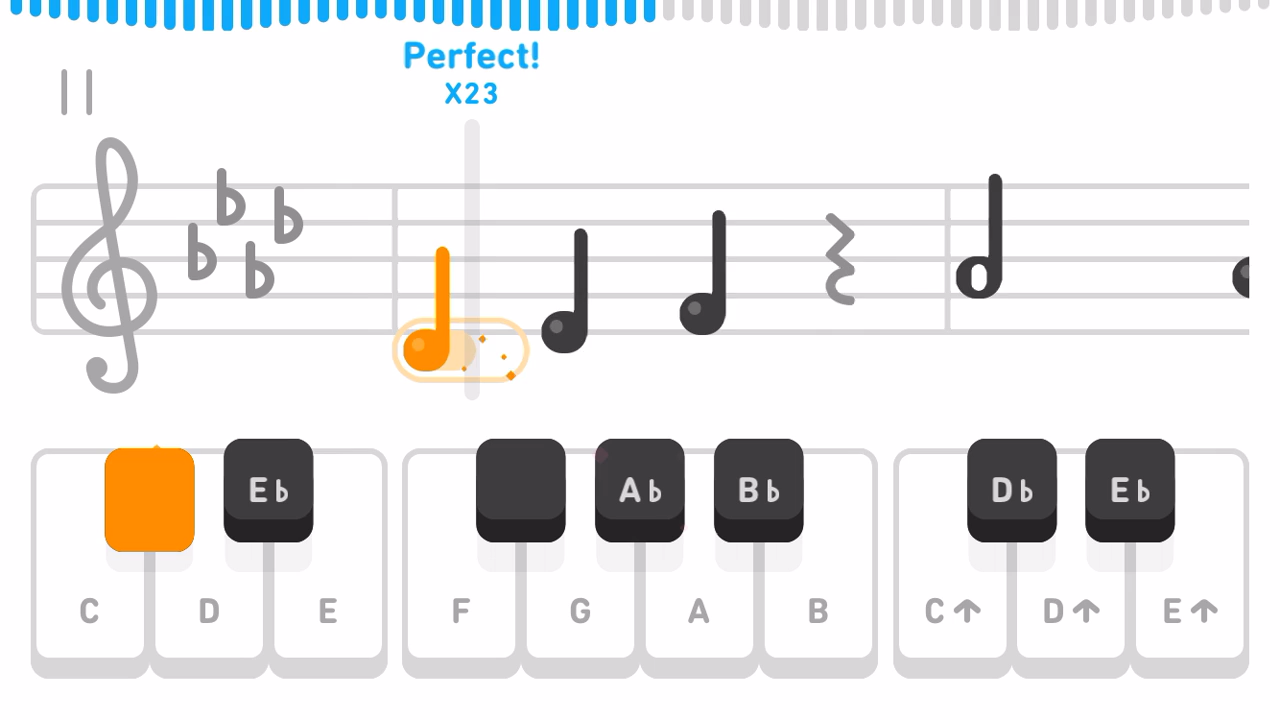 Perfect!
X23
E♭ A♭ B♭ D♭ E♭
C D E F G A B C↑ D↑ E↑